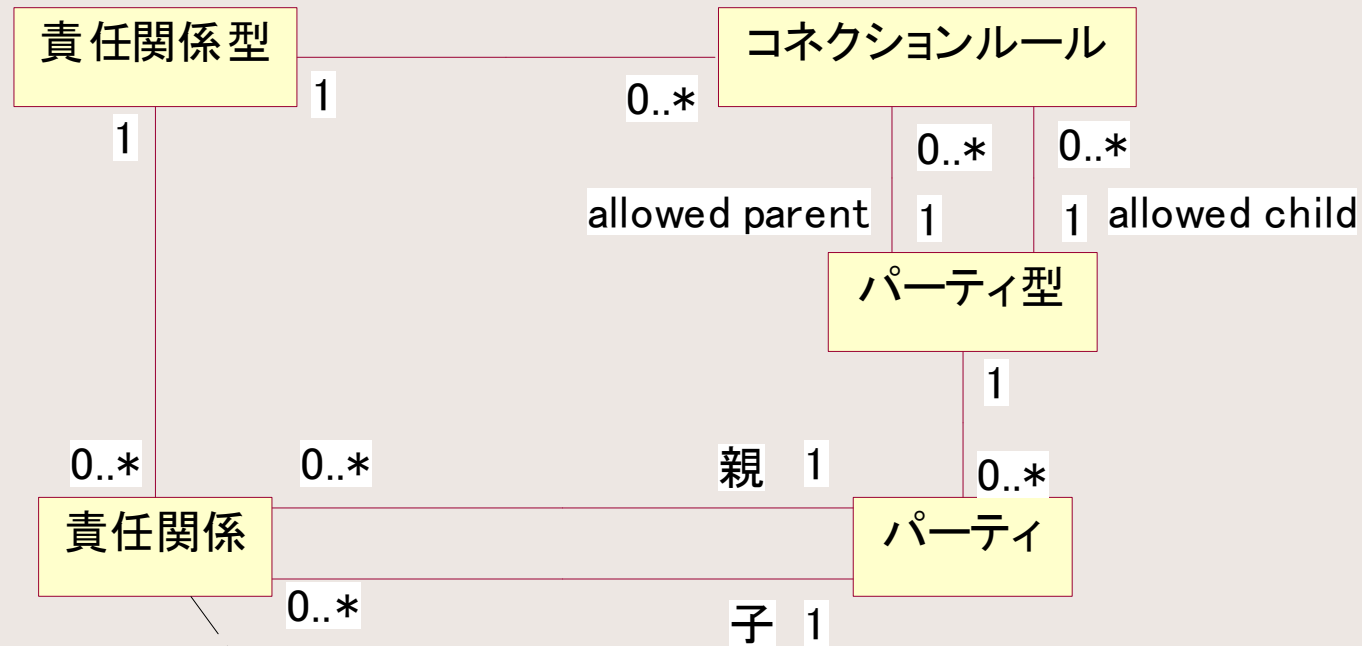 責任関係型
コネクションルール
1
0..*
1
0..*
0..*
allowed parent
1
1
allowed child
パーティ型
1
0..*
0..*
親
1
0..*
責任関係
パーティ
0..*
子
1